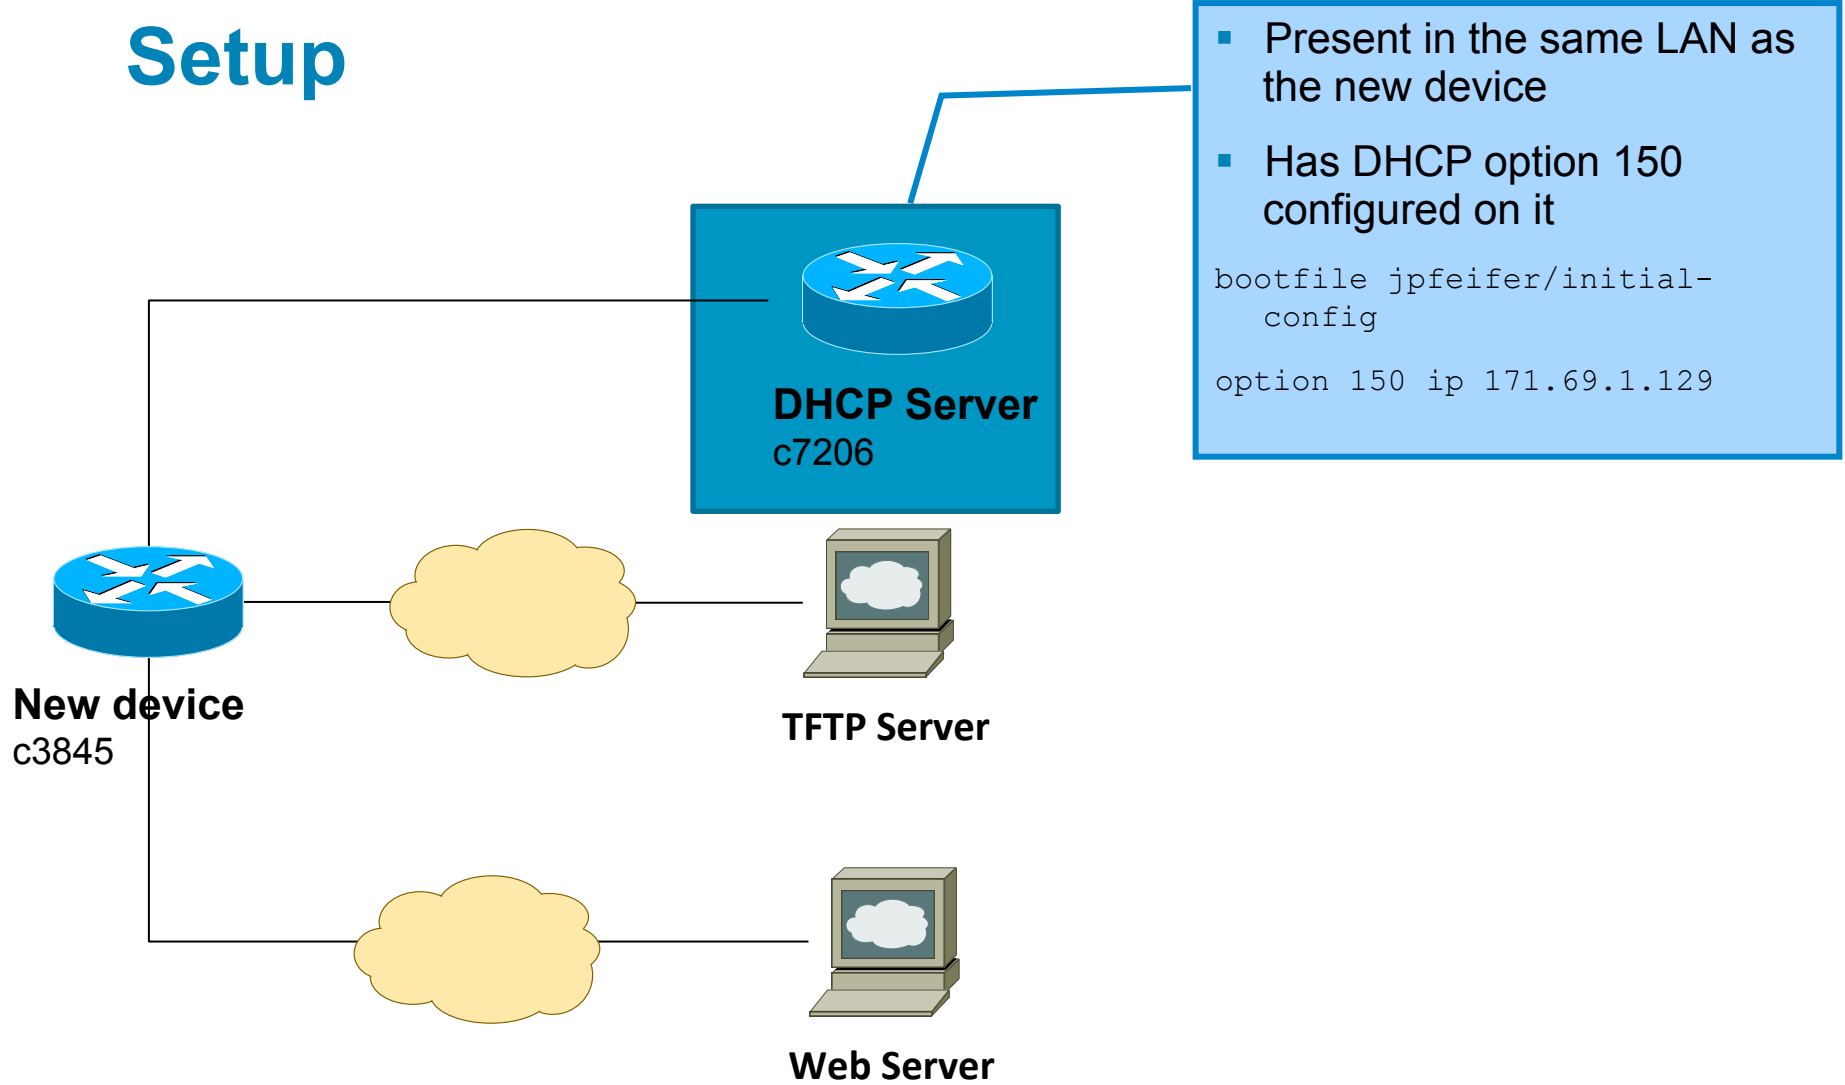 Setup
Present in the same LAN as
the new device
Has DHCP option 150
configured on it
bootfile jpfeifer/initial-
config
option 150 ip 171.69.1.129
DHCP Server
c7206
New device
c3845
TFTP Server
Web Server